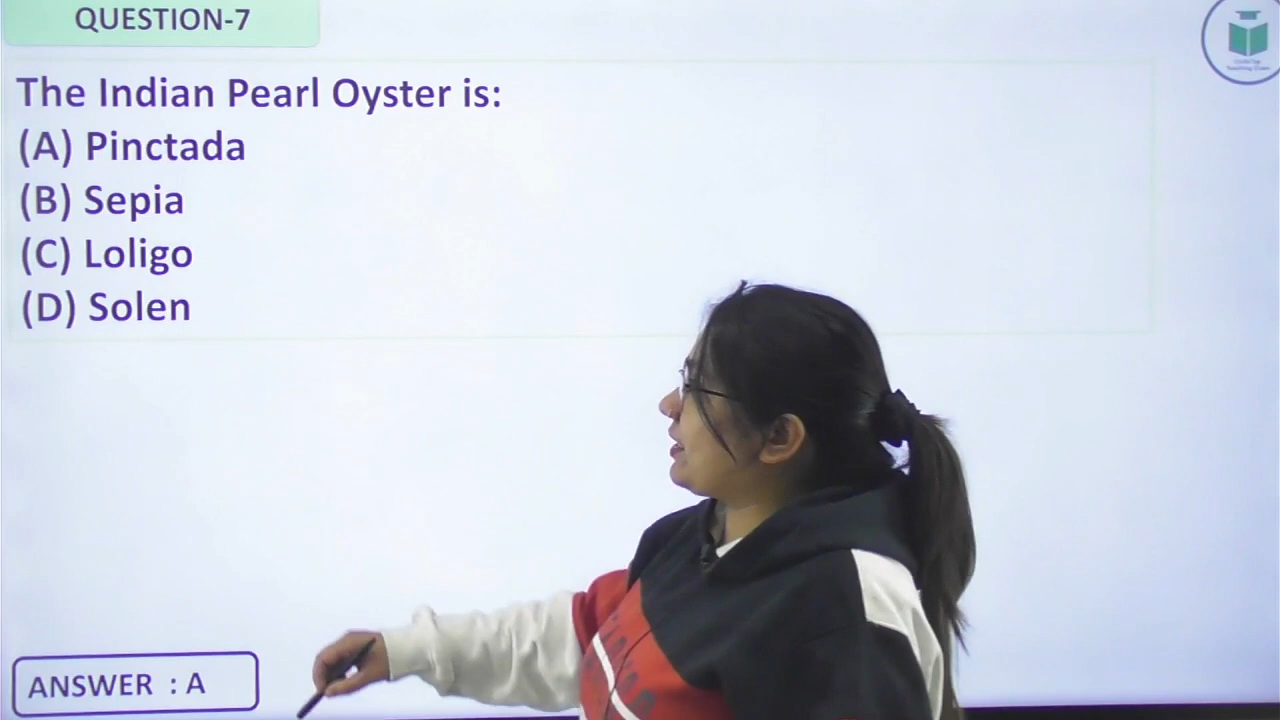 QUESTION-7
The Indian Pearl Oyster is:
(A) Pinctada
(B) Sepia
(C) Loligo
(D) Solen
ANSWER : A